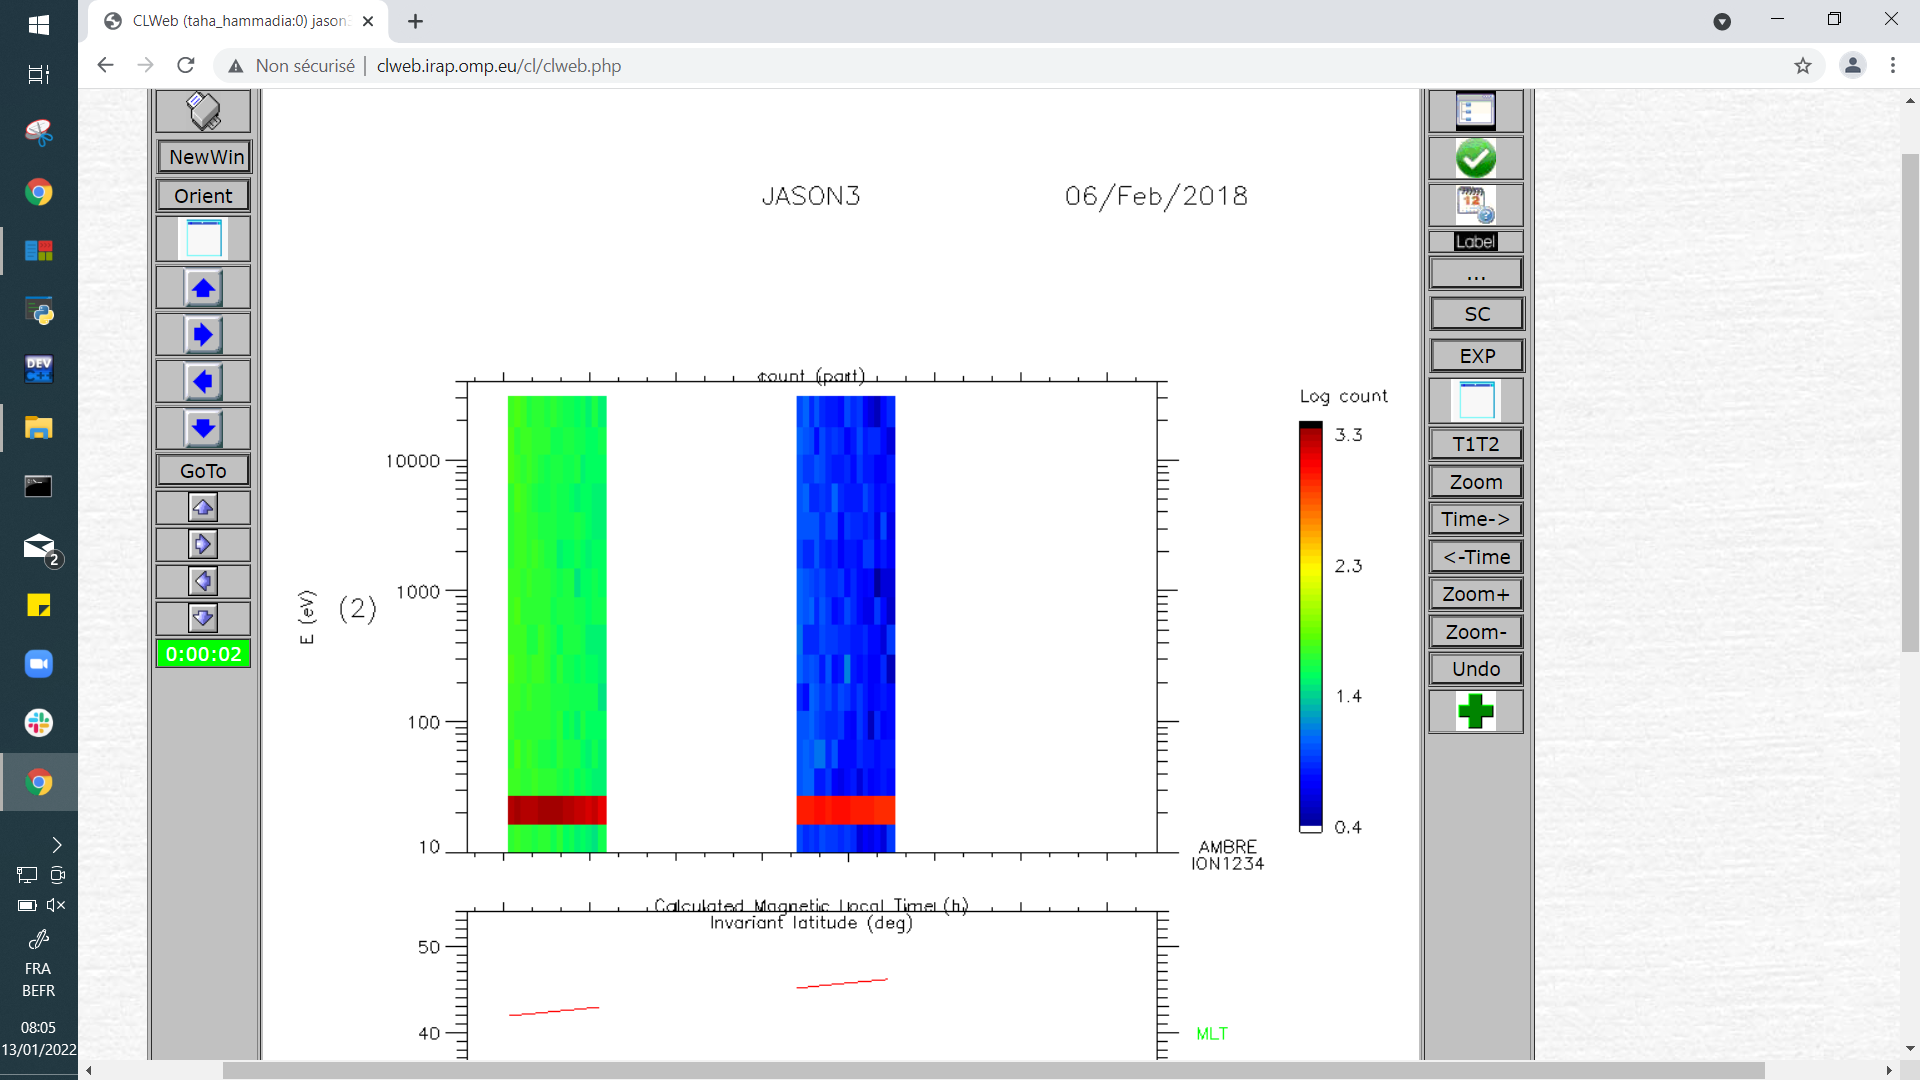 CLWeb (taha_hammadia:0) jason
Non sécurisé
clweb.irap.omp.eu/cl/clweb.php
NewWin
Orient
GoTo
0:00:02
JASON3
06/Feb/2018
count (part)
10000
1000
100
10
E (eV)
(2)
Log count
3.3
2.3
1.4
0.4
AMBRE
ION1234
Calculated Magnetic Local Time (h)
Invariant latitude (deg)
50
40
MLT
12
Label
...
SC
EXP
T1T2
Zoom
Time->
<-Time
Zoom+
Zoom-
Undo
DEV
C++
2
FRA
BEFR
08:05
13/01/2022